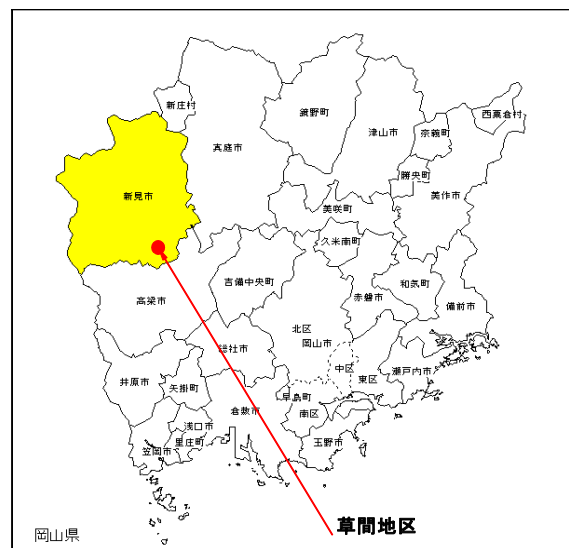 新庄村
鏡野町
津山市
奈義町
西粟倉村
真庭市
勝央町
新見市
美咲町
美作市
久米南町
吉備中央町
和気町
高梁市
赤磐市
備前市
北区
岡山市
総社市
中区
東区
瀬戸内市
井原市
矢掛町
早島町
倉敷市
南区
浅口市
里庄町
笠岡市
玉野市
草間地区
岡山県